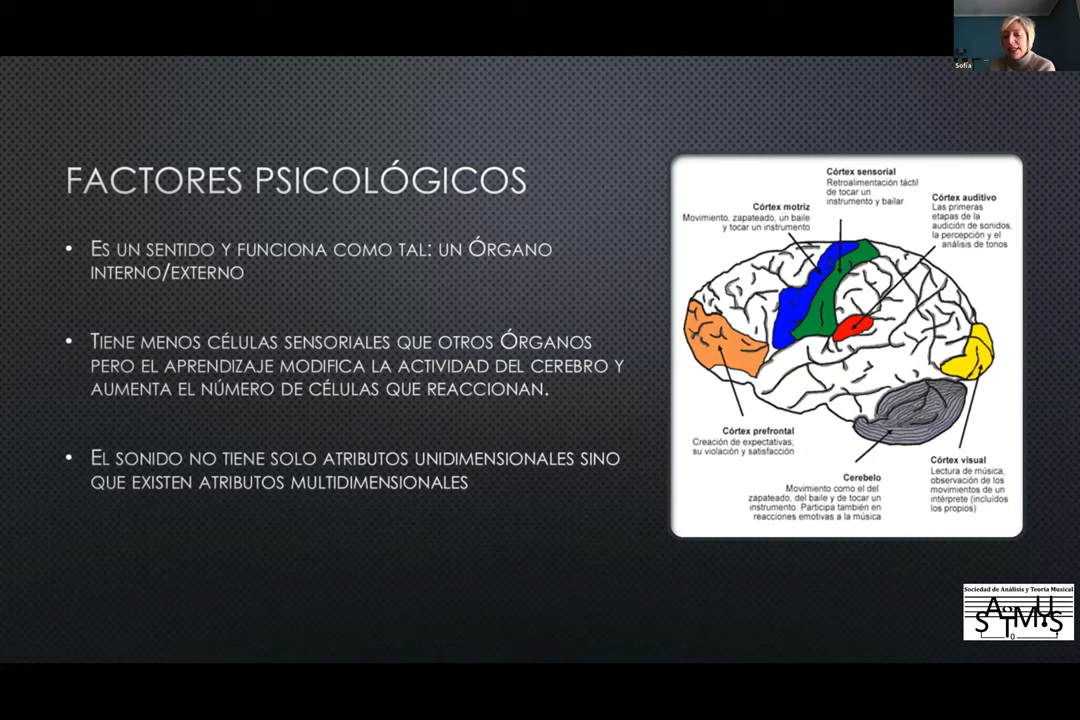 Sofía
FACTORES PSICOLÓGICOS
• ES UN SENTIDO Y FUNCIONA COMO TAL: UN ÓRGANO
INTERNO/EXTERNO
• TIENE MENOS CÉLULAS SENSORIALES QUE OTROS ÓRGANOS
PERO EL APRENDIZAJE MODIFICA LA ACTIVIDAD DEL CEREBRO Y
AUMENTA EL NÚMERO DE CÉLULAS QUE REACCIONAN.
• EL SONIDO NO TIENE SOLO ATRIBUTOS UNIDIMENSIONALES SINO
QUE EXISTEN ATRIBUTOS MULTIDIMENSIONALES
Córtex sensorial
Retroalimentación táctil
de tocar un
instrumento y bailar
Córtex motriz
Movimiento, zapateado, un baile
y tocar un instrumento
Córtex auditivo
Las primeras
etapas de la
audición de sonidos,
la percepción y el
análisis de tonos
Córtex prefrontal
Creación de expectativas;
su violación y satisfacción
Cerebelo
Movimiento como el del
zapateado, del baile y de tocar un
instrumento. Participa también en
reacciones emotivas a la música
Córtex visual
Lectura de música,
observación de los
movimientos de un
intérprete (incluidos
los propios)
Sociedad de Análisis y Teoría Musical
SATMUS